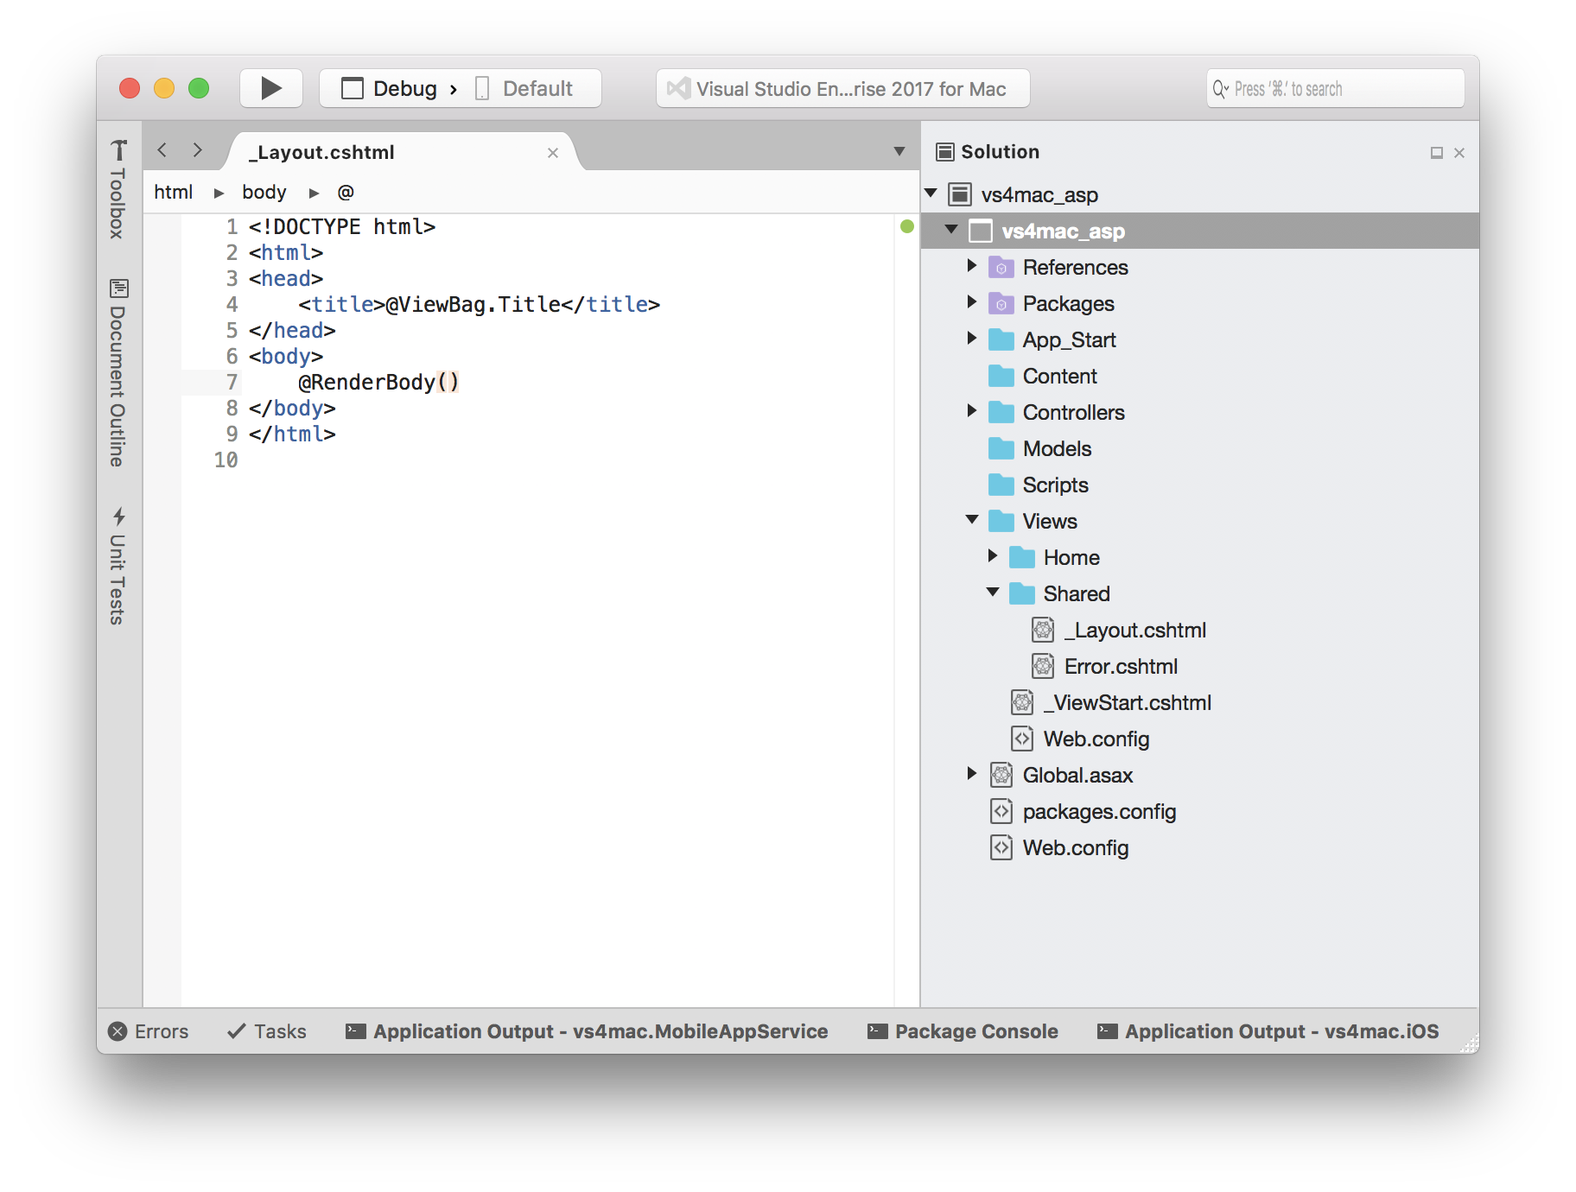 Debug › Default
Visual Studio En...rise 2017 for Mac
Press '⌘.' to search
Toolbox
Document Outline
Unit Tests
_Layout.cshtml
html ▸ body ▸ @
1 <!DOCTYPE html>
2 <html>
3 <head>
4     <title>@ViewBag.Title</title>
5 </head>
6 <body>
7     @RenderBody()
8 </body>
9 </html>
10
Solution
vs4mac_asp
vs4mac_asp
References
Packages
App_Start
Content
Controllers
Models
Scripts
Views
Home
Shared
_Layout.cshtml
Error.cshtml
_ViewStart.cshtml
Web.config
Global.asax
packages.config
Web.config
Errors
Tasks
Application Output - vs4mac.MobileAppService
Package Console
Application Output - vs4mac.iOS